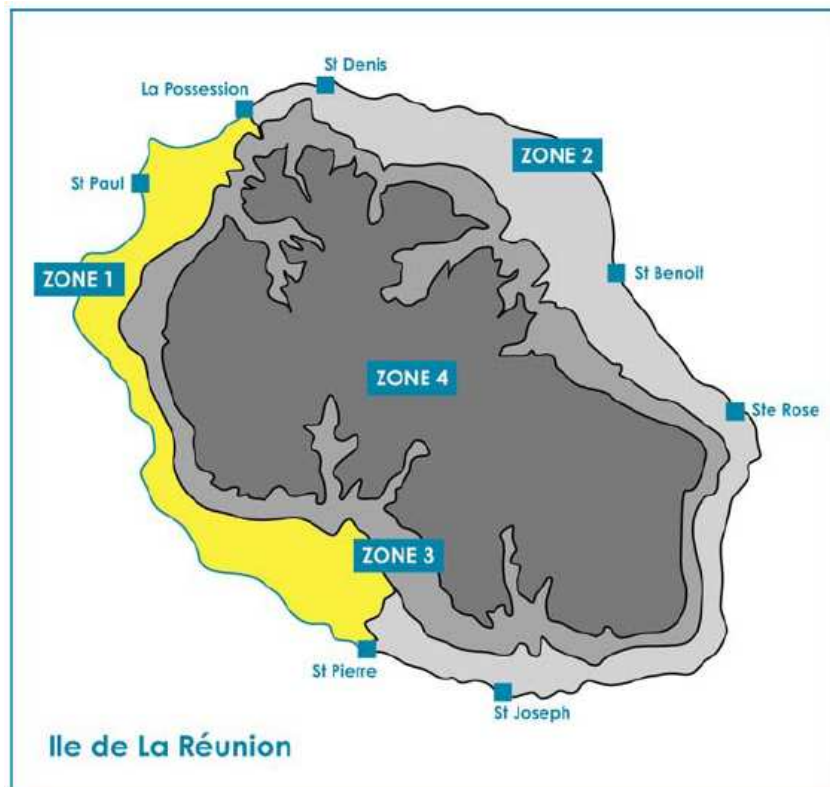 St Denis
La Possession
ZONE 2
St Paul
ZONE 1
St Benoit
ZONE 4
Ste Rose
ZONE 3
St Pierre
St Joseph
Ile de La Réunion